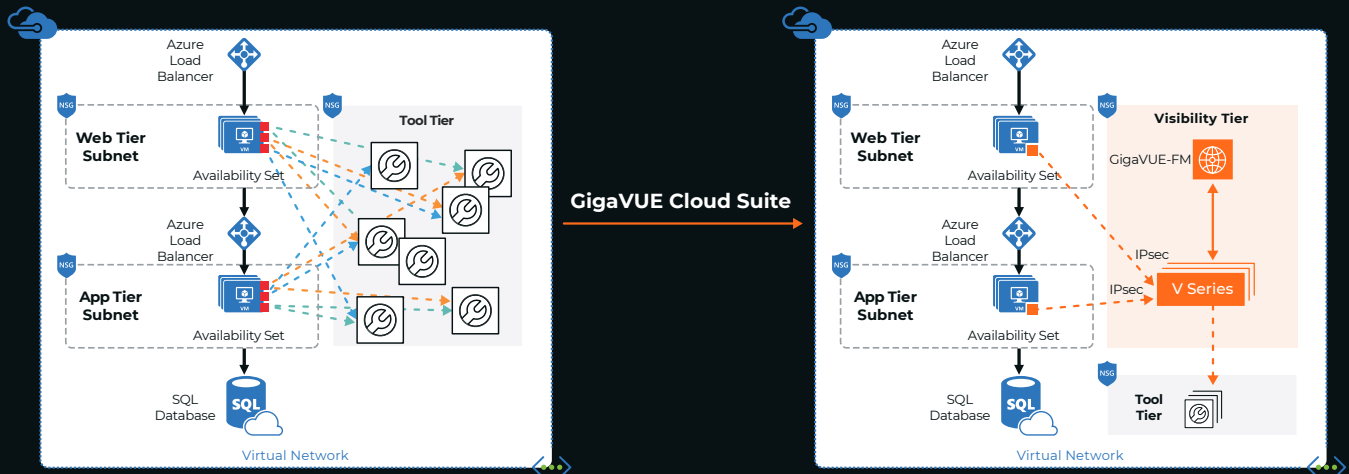 Azure
Load
Balancer
NSG
NSG
Web Tier
Subnet
VM
Availability Set
Tool Tier
Azure
Load
Balancer
NSG
App Tier
Subnet
VM
Availability Set
SQL
Database
SQL
Virtual Network
GigaVUE Cloud Suite
Azure
Load
Balancer
NSG
NSG
Web Tier
Subnet
VM
Availability Set
Visibility Tier
GigaVUE-FM
Azure
Load
Balancer
IPsec
NSG
App Tier
Subnet
VM
IPsec
V Series
Availability Set
NSG
SQL
Database
SQL
Tool
Tier
Virtual Network